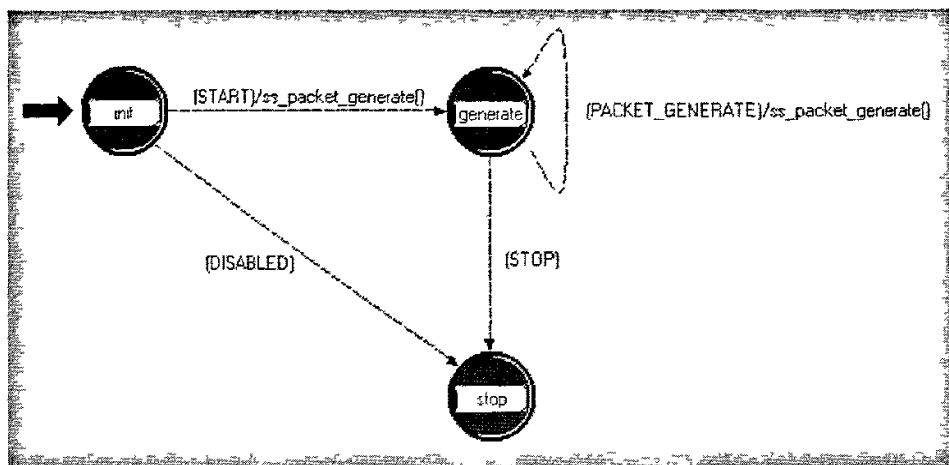 (START)/ss_packet_generate()
init
generate
(PACKET_GENERATE)/ss_packet_generate()
(DISABLED)
(STOP)
stop